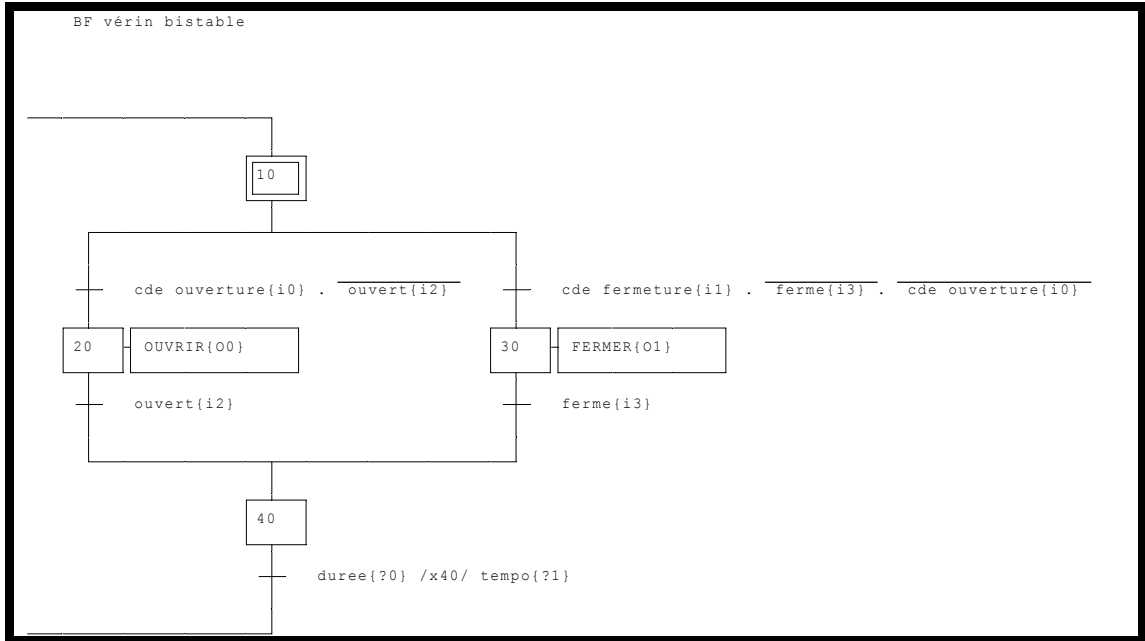 BF vérin bistable
10
cde ouverture{i0} . ouvert{i2} cde fermeture{i1} . ferme{i3} . cde ouverture{i0}
20 OUVRIR{O0} 30 FERMER{O1}
ouvert{i2} ferme{i3}
40
duree{?0} /x40/ tempo{?1}